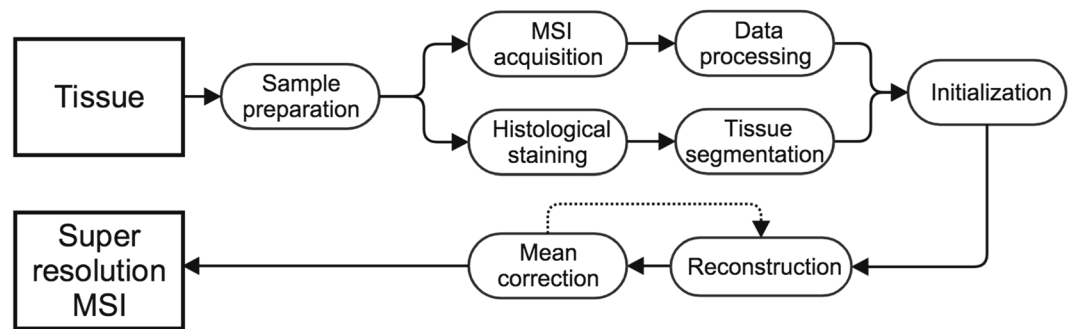 Tissue
Sample
preparation
MSI
acquisition
Data
processing
Histological
staining
Tissue
segmentation
Initialization
Super
resolution
MSI
Mean
correction
Reconstruction